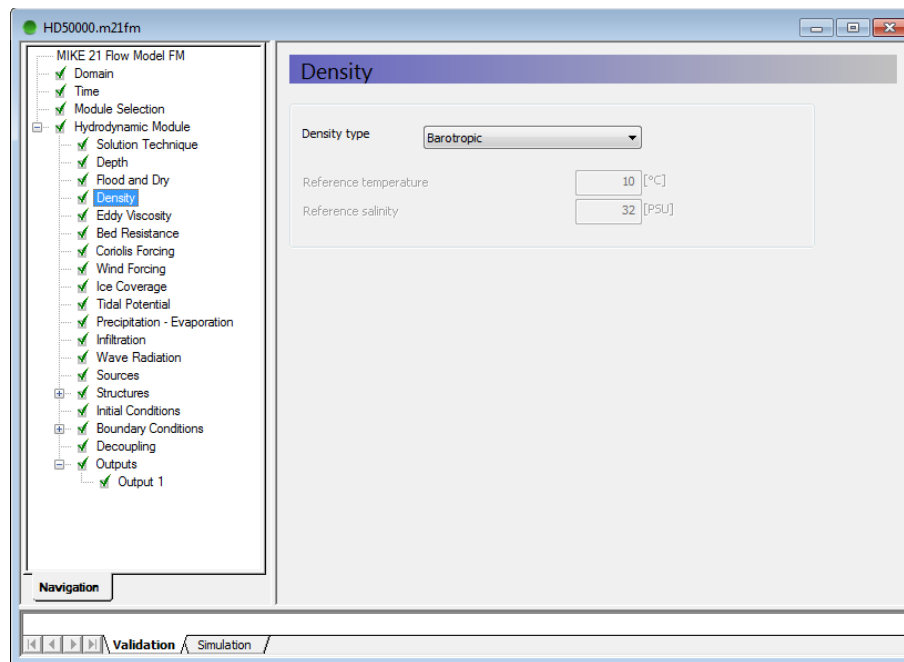 HD50000.m21fm
MIKE 21 Flow Model FM
Domain
Time
Module Selection
Hydrodynamic Module
Solution Technique
Depth
Flood and Dry
Density
Eddy Viscosity
Bed Resistance
Coriolis Forcing
Wind Forcing
Ice Coverage
Tidal Potential
Precipitation - Evaporation
Infiltration
Wave Radiation
Sources
Structures
Initial Conditions
Boundary Conditions
Decoupling
Outputs
Output 1
Navigation
Density
Density type Barotropic
Reference temperature 10 [°C]
Reference salinity 32 [PSU]
Validation Simulation